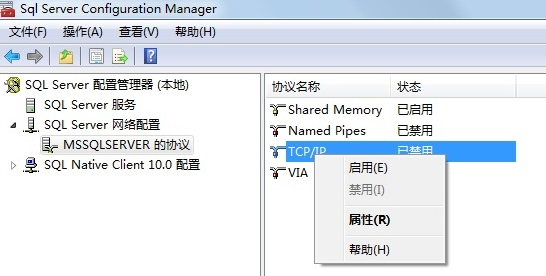 Sql Server Configuration Manager
文件(F) 操作(A) 查看(V) 帮助(H)
SQL Server 配置管理器 (本地)
SQL Server 服务
SQL Server 网络配置
MSSQLSERVER 的协议
SQL Native Client 10.0 配置
协议名称 状态
Shared Memory 已启用
Named Pipes 已禁用
TCP/IP 已禁用
VIA
启用(E)
禁用(I)
属性(R)
帮助(H)